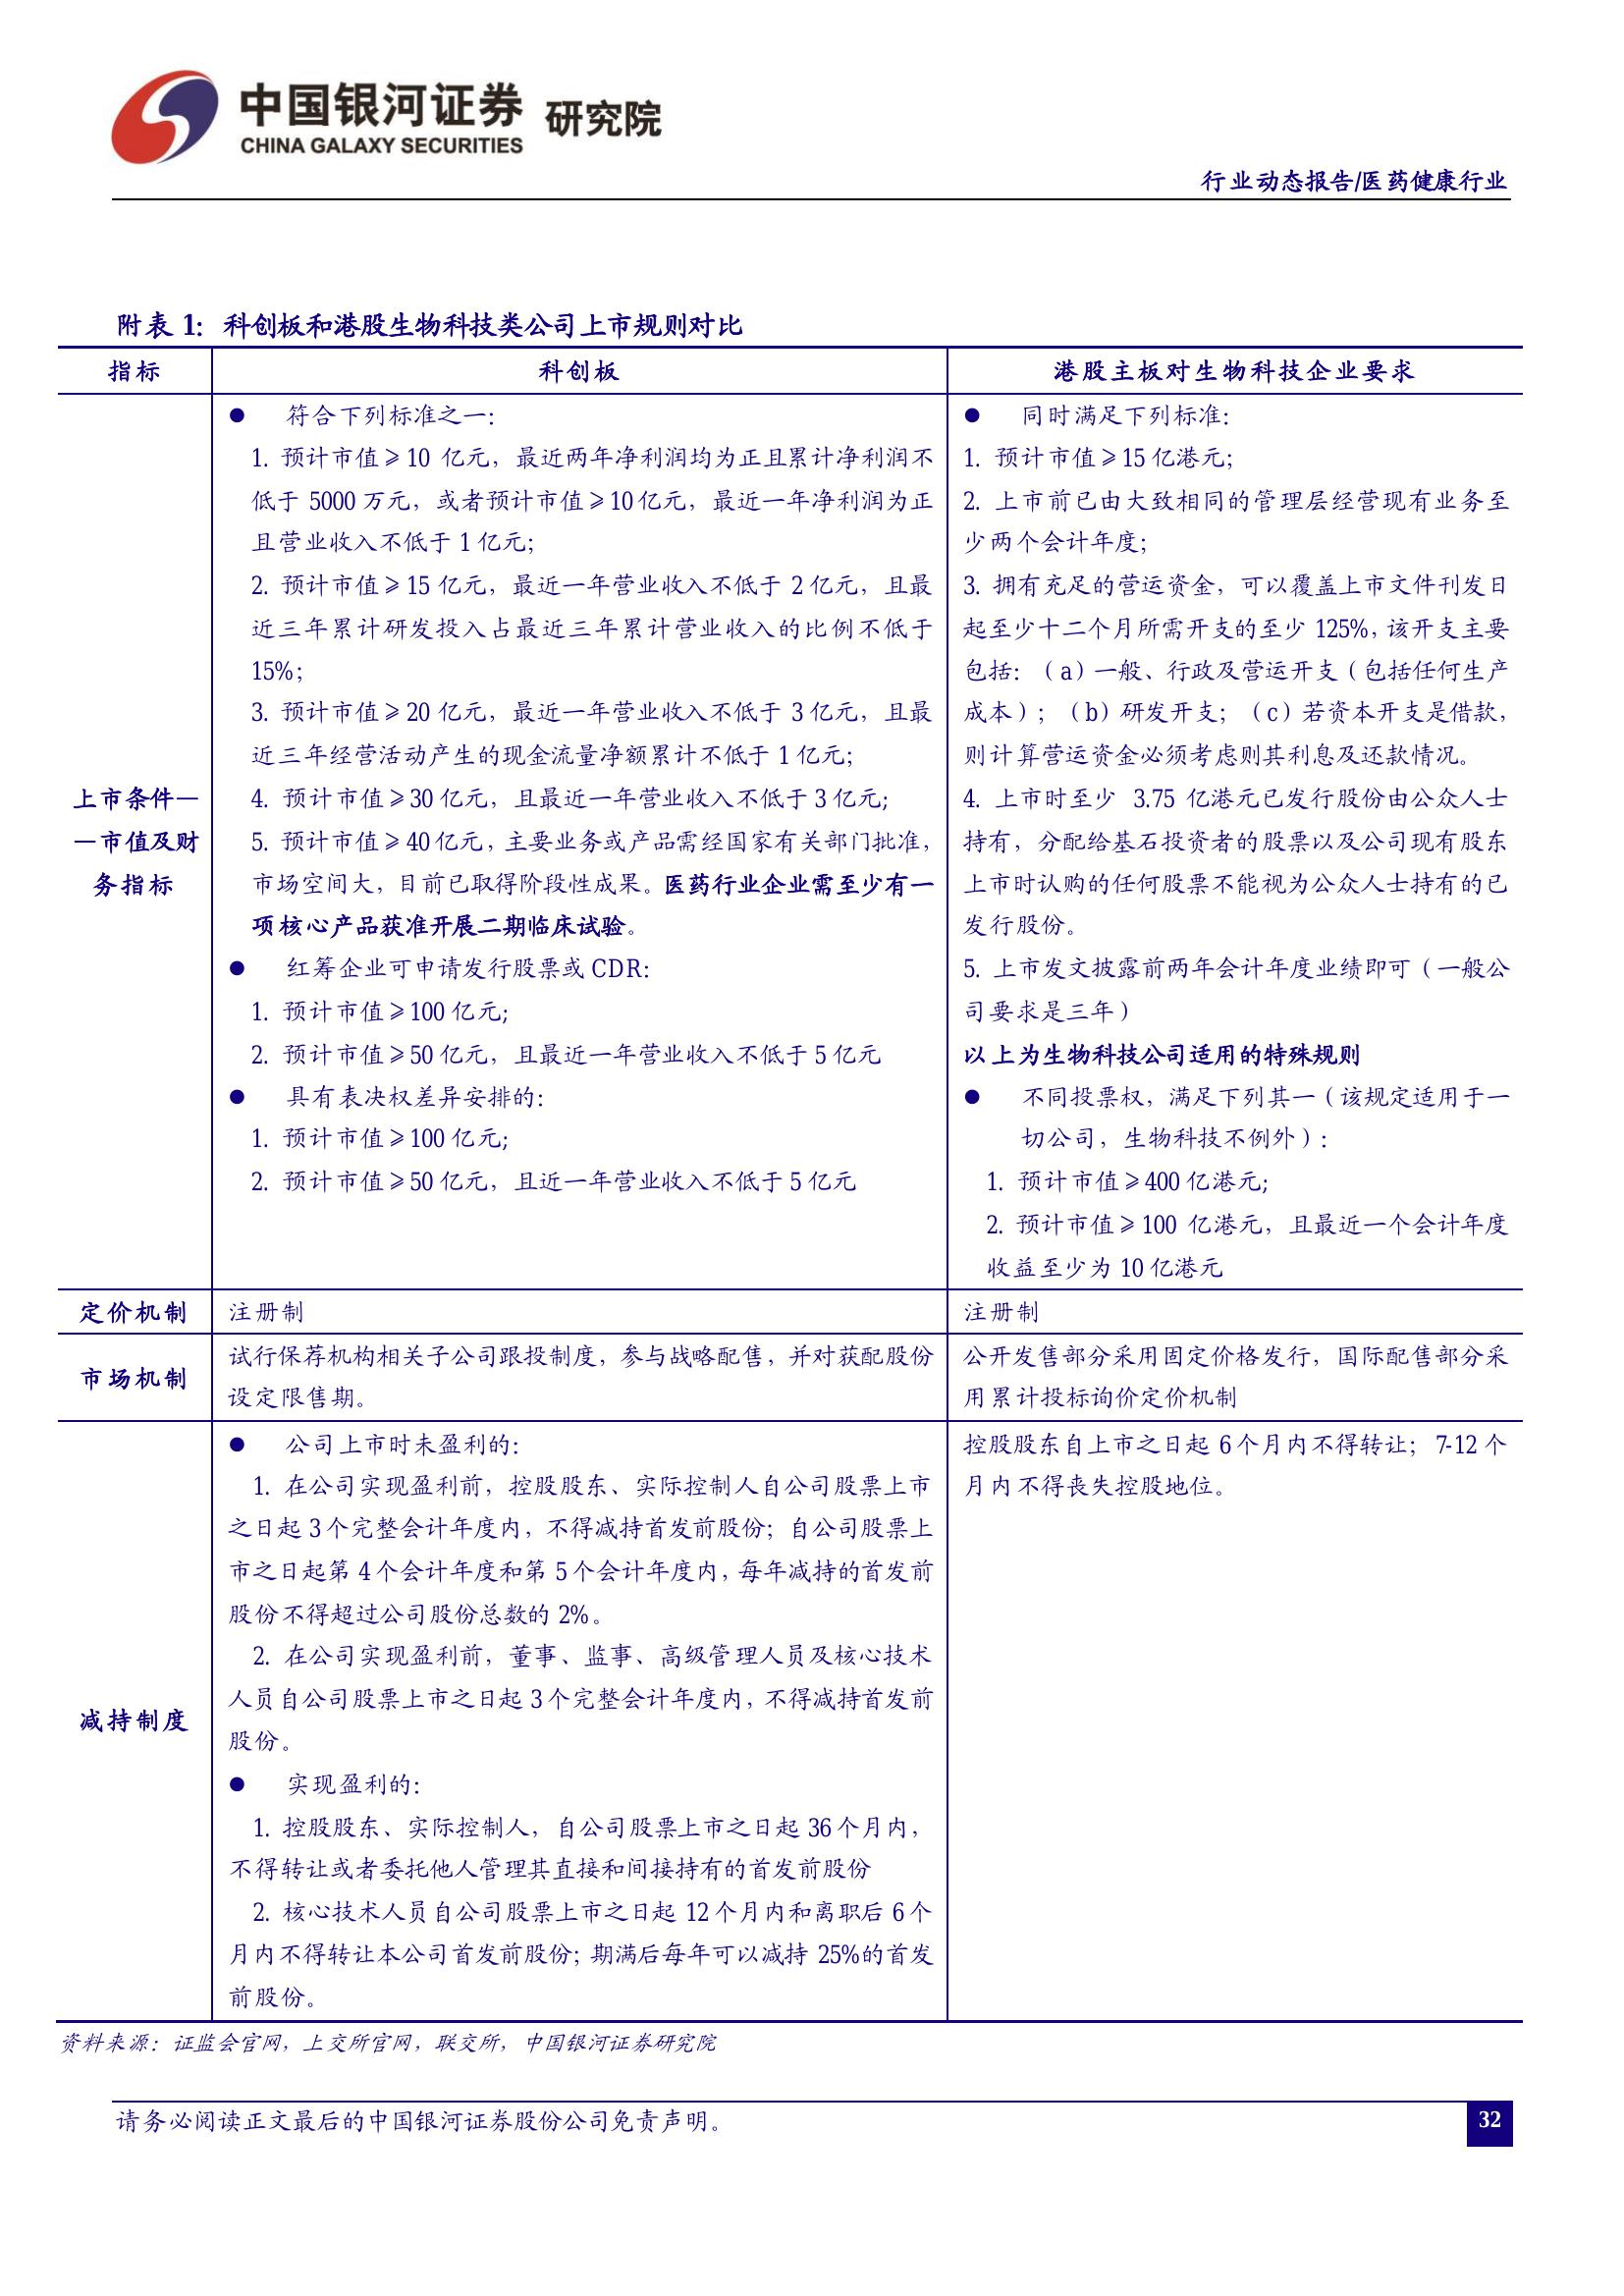 中国银河证券 研究院
CHINA GALAXY SECURITIES
行业动态报告/医药健康行业
附表 1： 科创板和港股生物科技类公司上市规则对比
指标
科创板
港股主板对生物科技企业要求
上市条件—
—市值及财
务指标
● 符合下列标准之一：
1. 预计市值≥10 亿元，最近两年净利润均为正且累计净利润不
低于 5000 万元，或者预计市值≥10 亿元，最近一年净利润为正
且营业收入不低于 1 亿元；
2. 预计市值≥15 亿元，最近一年营业收入不低于 2 亿元，且最
近三年累计研发投入占最近三年累计营业收入的比例不低于
15%；
3. 预计市值≥20 亿元，最近一年营业收入不低于 3 亿元，且最
近三年经营活动产生的现金流量净额累计不低于 1 亿元；
4. 预计市值≥30 亿元，且最近一年营业收入不低于 3 亿元；
5. 预计市值≥40 亿元，主要业务或产品需经国家有关部门批准，
市场空间大，目前已取得阶段性成果。医药行业企业需至少有一
项核心产品获准开展二期临床试验。
● 红筹企业可申请发行股票或 CDR：
1. 预计市值≥100 亿元；
2. 预计市值≥50 亿元，且最近一年营业收入不低于 5 亿元
● 具有表决权差异安排的：
1. 预计市值≥100 亿元；
2. 预计市值≥50 亿元，且近一年营业收入不低于 5 亿元
● 同时满足下列标准：
1. 预计市值≥15 亿港元；
2. 上市前已由大致相同的管理层经营现有业务至
少两个会计年度；
3. 拥有充足的营运资金，可以覆盖上市文件刊发日
起至少十二个月所需开支的至少 125%，该开支主要
包括：（a）一般、行政及营运开支（包括任何生产
成本）；（b）研发开支；（c）若资本开支是借款，
则计算营运资金必须考虑则其利息及还款情况。
4. 上市时至少 3.75 亿港元已发行股份由公众人士
持有，分配给基石投资者的股票以及公司现有股东
上市时认购的任何股票不能视为公众人士持有的已
发行股份。
5. 上市发文披露前两年会计年度业绩即可（一般公
司要求是三年）
以上为生物科技公司适用的特殊规则
● 不同投票权，满足下列其一（该规定适用于一
切公司，生物科技不例外）：
1. 预计市值≥400 亿港元；
2. 预计市值≥100 亿港元，且最近一个会计年度
收益至少为 10 亿港元
定价机制
注册制
注册制
市场机制
试行保荐机构相关子公司跟投制度，参与战略配售，并对获配股份
设定限售期。
公开发售部分采用固定价格发行，国际配售部分采
用累计投标询价定价机制
减持制度
● 公司上市时未盈利的：
1. 在公司实现盈利前，控股股东、实际控制人自公司股票上市
之日起 3 个完整会计年度内，不得减持首发前股份；自公司股票上
市之日起第 4 个会计年度和第 5 个会计年度内，每年减持的首发前
股份不得超过公司股份总数的 2%。
2. 在公司实现盈利前，董事、监事、高级管理人员及核心技术
人员自公司股票上市之日起 3 个完整会计年度内，不得减持首发前
股份。
● 实现盈利的：
1. 控股股东、实际控制人，自公司股票上市之日起 36 个月内，
不得转让或者委托他人管理其直接和间接持有的首发前股份
2. 核心技术人员自公司股票上市之日起 12 个月内和离职后 6 个
月内不得转让本公司首发前股份；期满后每年可以减持 25%的首发
前股份。
控股股东自上市之日起 6 个月内不得转让；7-12 个
月内不得丧失控股地位。
资料来源：证监会官网，上交所官网，联交所，中国银河证券研究院
请务必阅读正文最后的中国银河证券股份公司免责声明。
32